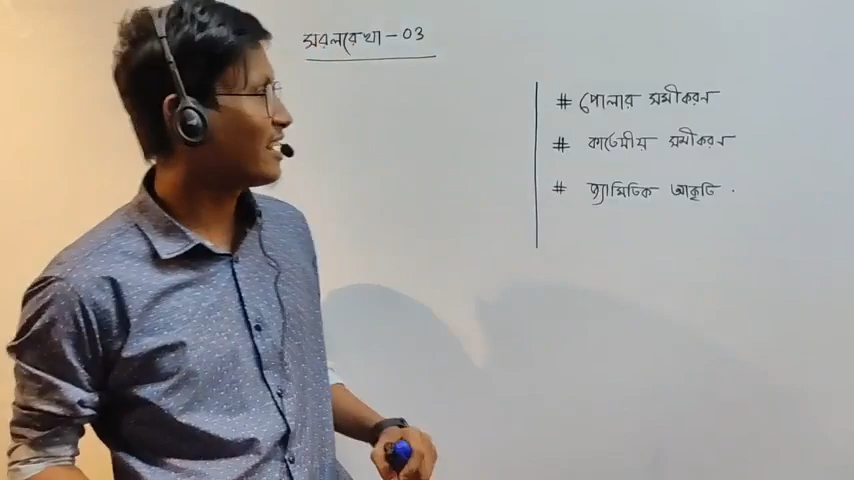 সরলরেখা - 03
# পোলার সমীকরন
# কার্তেসীয় সমীকরন
# জ্যামিতিক আকৃতি .